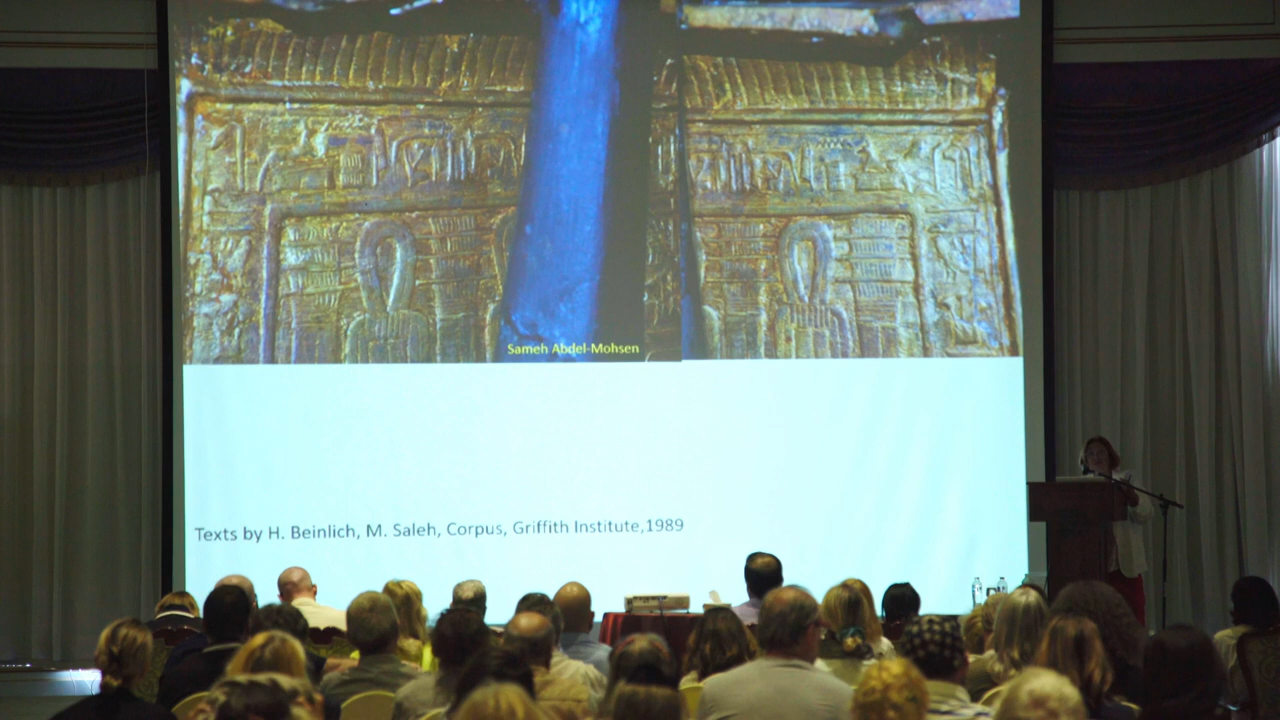 Sameh Abdel-Mohsen
Texts by H. Beinlich, M. Saleh, Corpus, Griffith Institute,1989